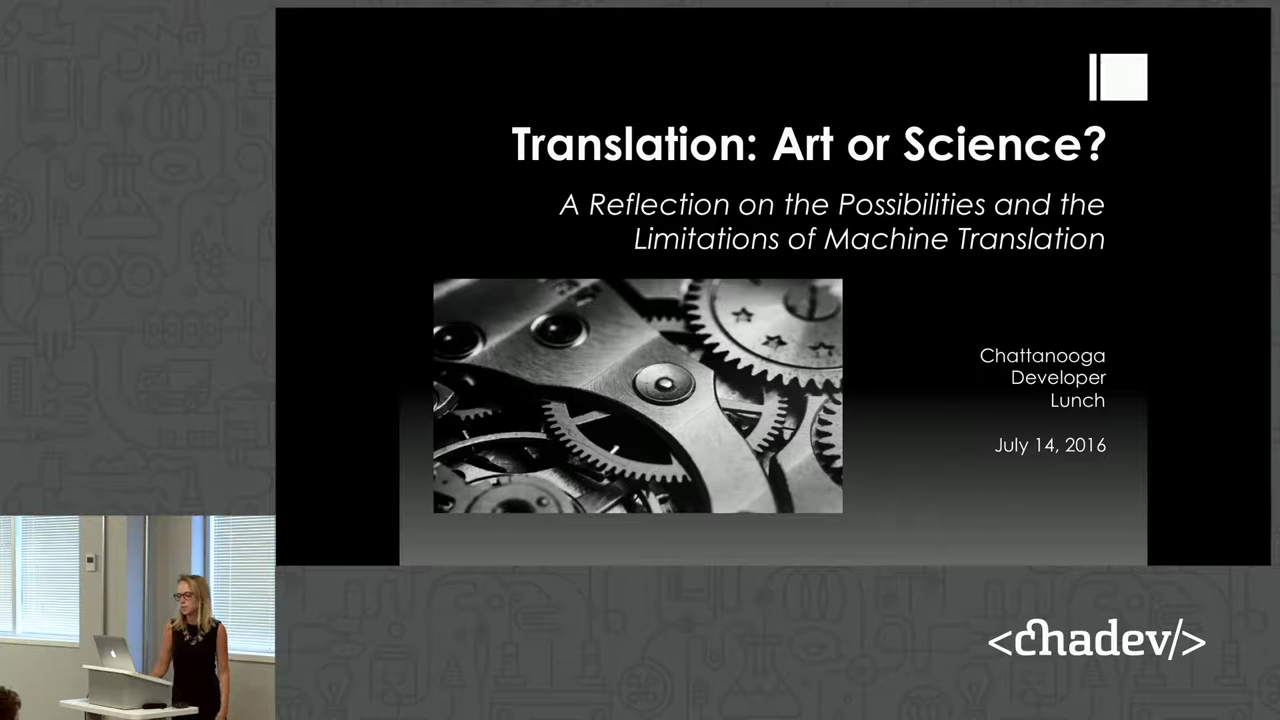 Translation: Art or Science?
A Reflection on the Possibilities and the
Limitations of Machine Translation
Chattanooga
Developer
Lunch
July 14, 2016
<chadev/>